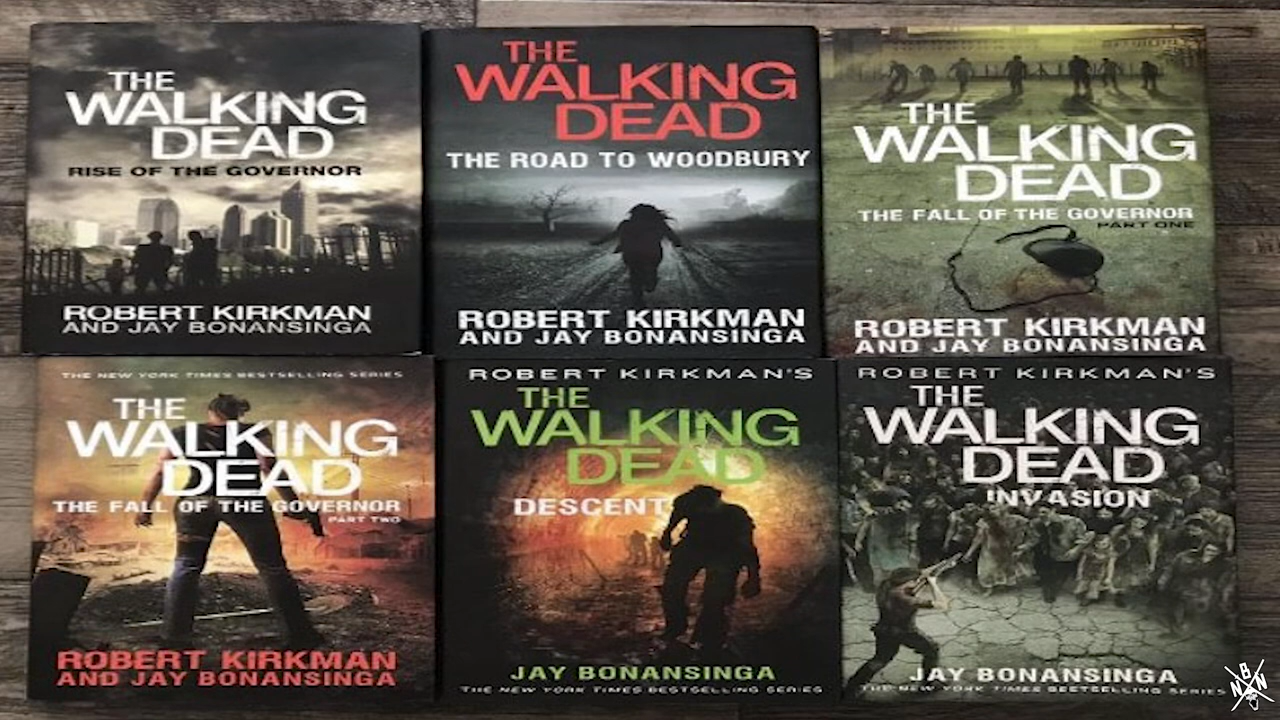 THE
WALKING
DEAD
RISE OF THE GOVERNOR
ROBERT KIRKMAN
AND JAY BONANSINGA
THE
WALKING
DEAD
THE ROAD TO WOODBURY
ROBERT KIRKMAN
AND JAY BONANSINGA
THE
WALKING
DEAD
THE FALL OF THE GOVERNOR
PART ONE
ROBERT KIRKMAN
AND JAY BONANSINGA
THE NEW YORK TIMES BESTSELLING SERIES
THE
WALKING
DEAD
THE FALL OF THE GOVERNOR
PART TWO
ROBERT KIRKMAN
AND JAY BONANSINGA
ROBERT KIRKMAN'S
THE
WALKING
DEAD
DESCENT
JAY BONANSINGA
THE NEW YORK TIMES BESTSELLING SERIES
ROBERT KIRKMAN'S
THE
WALKING
DEAD
INVASION
JAY BONANSINGA
THE NEW YORK TIMES BESTSELLING SERIES
B
N N